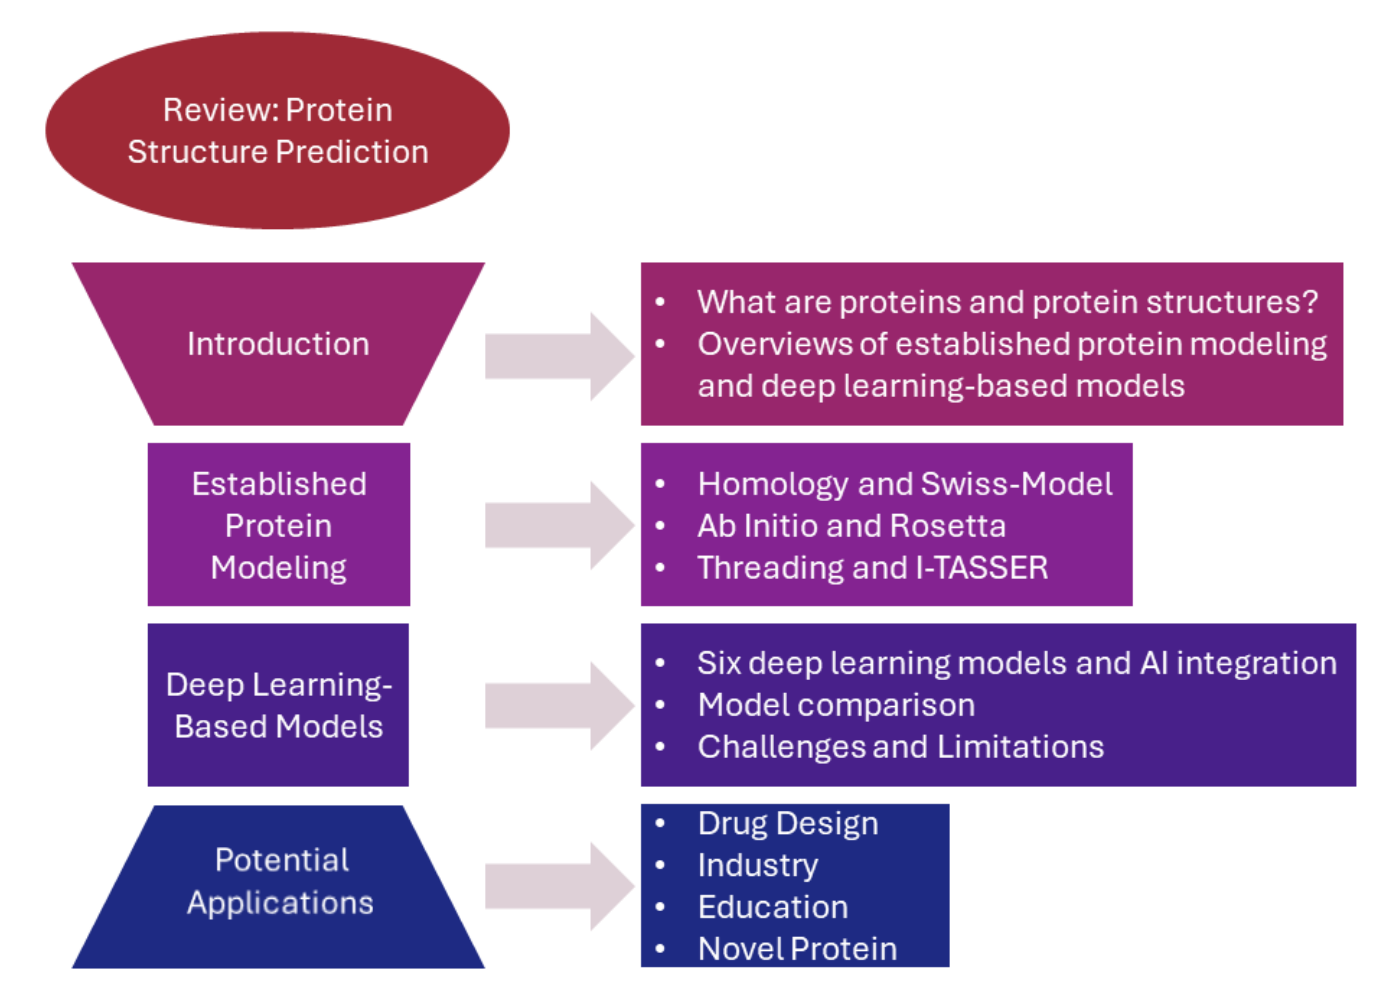 Review: Protein
Structure Prediction
Introduction
• What are proteins and protein structures?
• Overviews of established protein modeling
and deep learning-based models
Established
Protein
Modeling
• Homology and Swiss-Model
• Ab Initio and Rosetta
• Threading and I-TASSER
Deep Learning-
Based Models
• Six deep learning models and AI integration
• Model comparison
• Challenges and Limitations
Potential
Applications
• Drug Design
• Industry
• Education
• Novel Protein